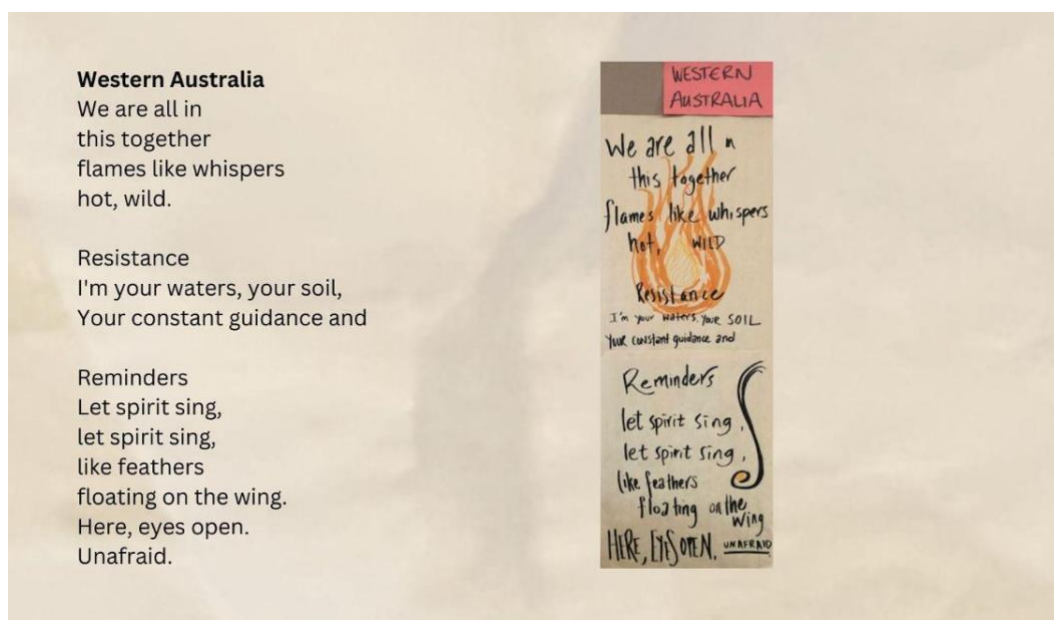 Western Australia
We are all in
this together
flames like whispers
hot, wild.
Resistance
I'm your waters, your soil,
Your constant guidance and
Reminders
Let spirit sing,
let spirit sing,
like feathers
floating on the wing.
Here, eyes open.
Unafraid.
WESTERN
AUSTRALIA
We are all in
this together
flames like whispers
hot, WILD
Resistance
I'm your waters, your SOIL
Your constant guidance and
Reminders
let spirit sing,
let spirit sing,
like feathers
floating on the
wing
HERE, EYES OPEN. UNAFRAID